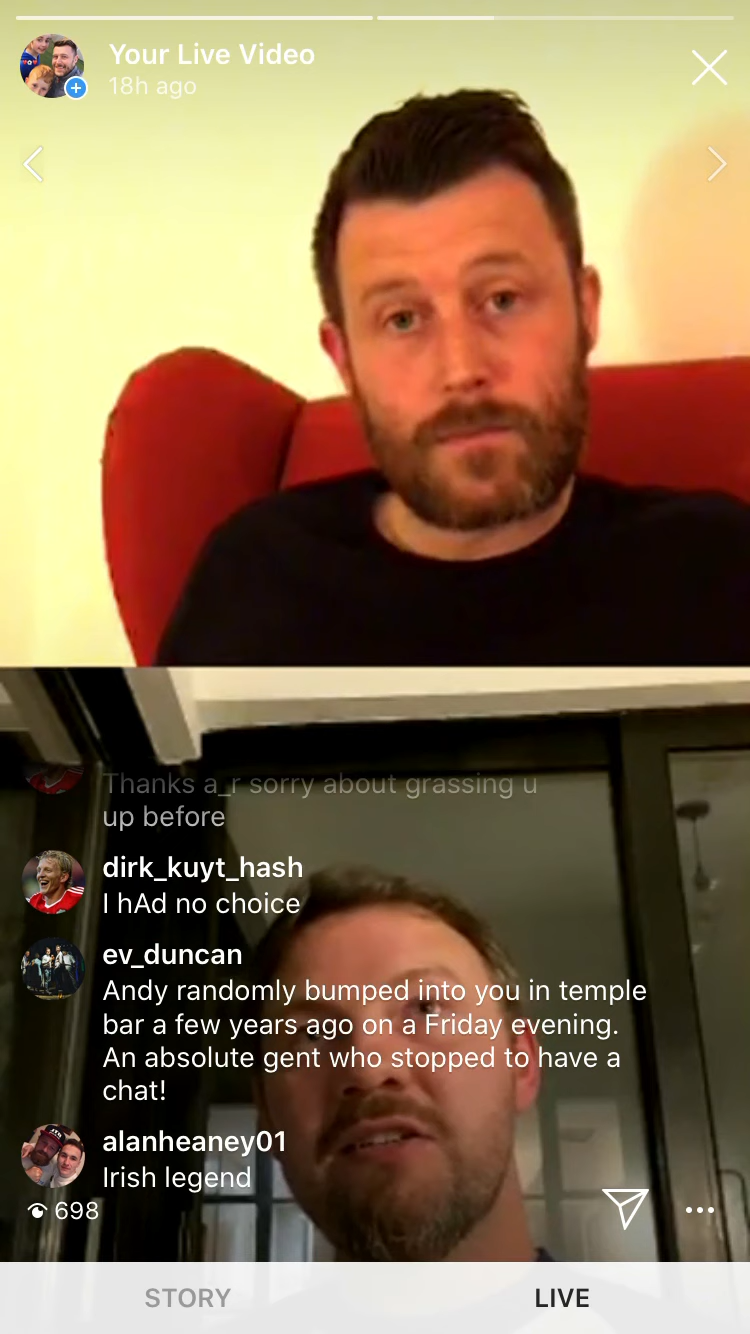 Your Live Video
18h ago
Thanks a_r sorry about grassing u
up before
dirk_kuyt_hash
I hAd no choice
ev_duncan
Andy randomly bumped into you in temple
bar a few years ago on a Friday evening.
An absolute gent who stopped to have a
chat!
alanheaney01
Irish legend
698
STORY
LIVE